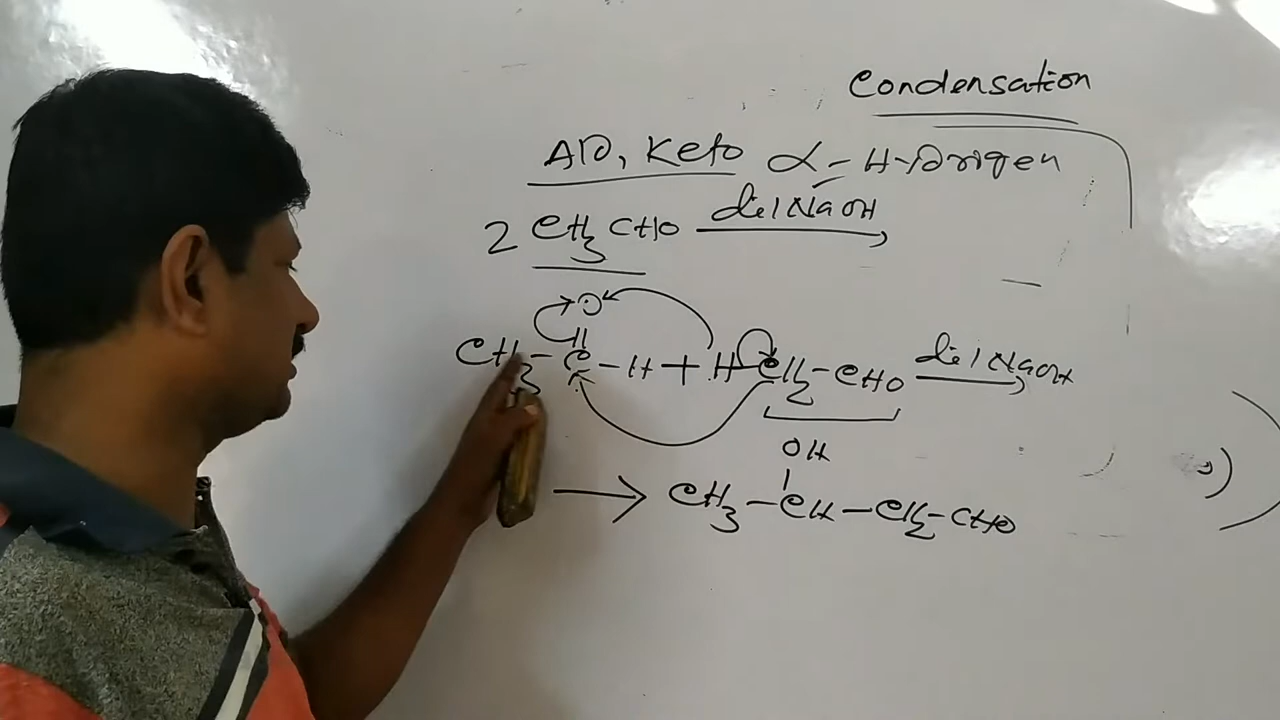 Condensation
Ald, Keto α-Hydrogen
2 CH3CHO dil NaOH
O
CH3-C-H + H-CH2-CHO dil NaOH
OH
CH3-CH-CH2-CHO